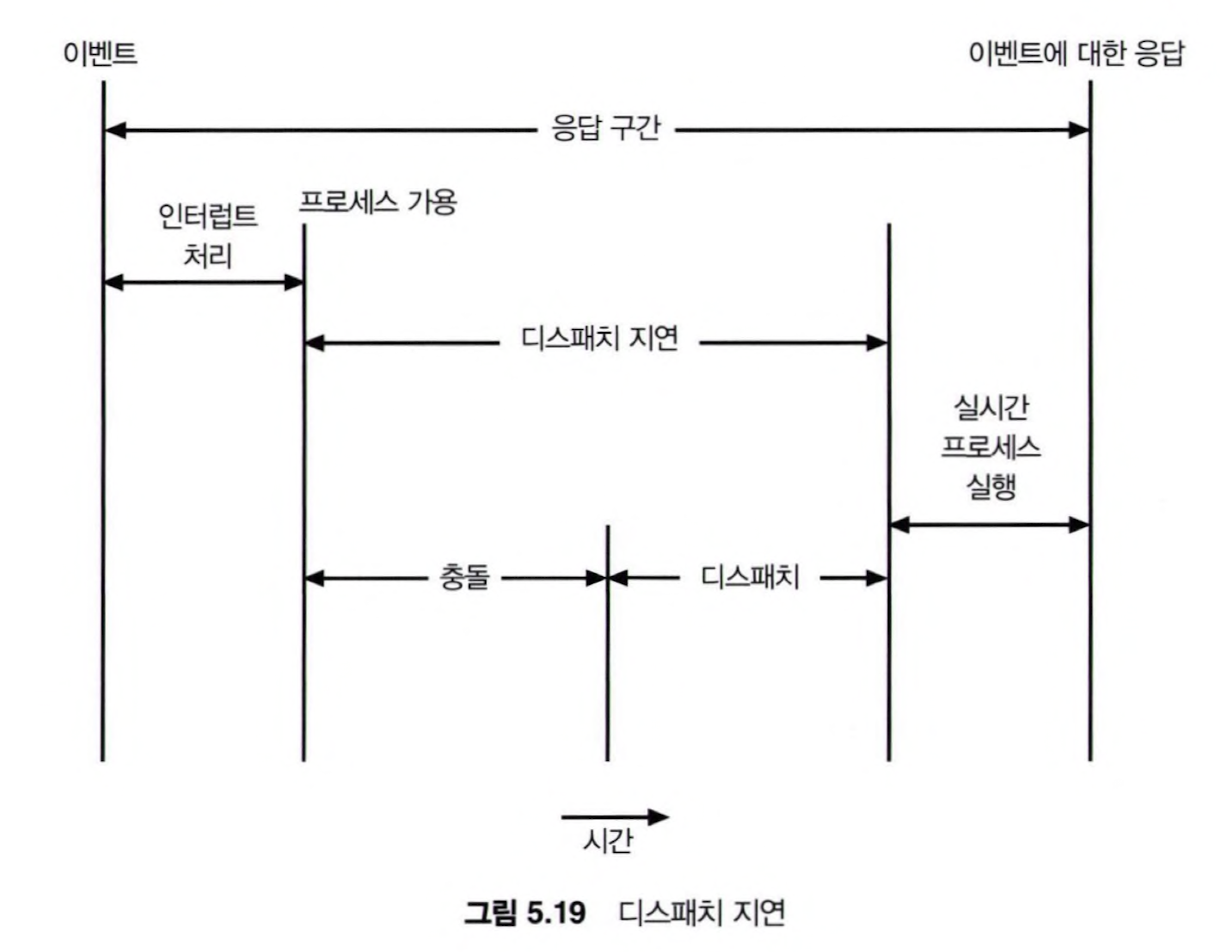 이벤트
이벤트에 대한 응답
응답 구간
인터럽트
처리
프로세스 가용
디스패치 지연
실시간
프로세스
실행
충돌
디스패치
시간
그림 5.19 디스패치 지연